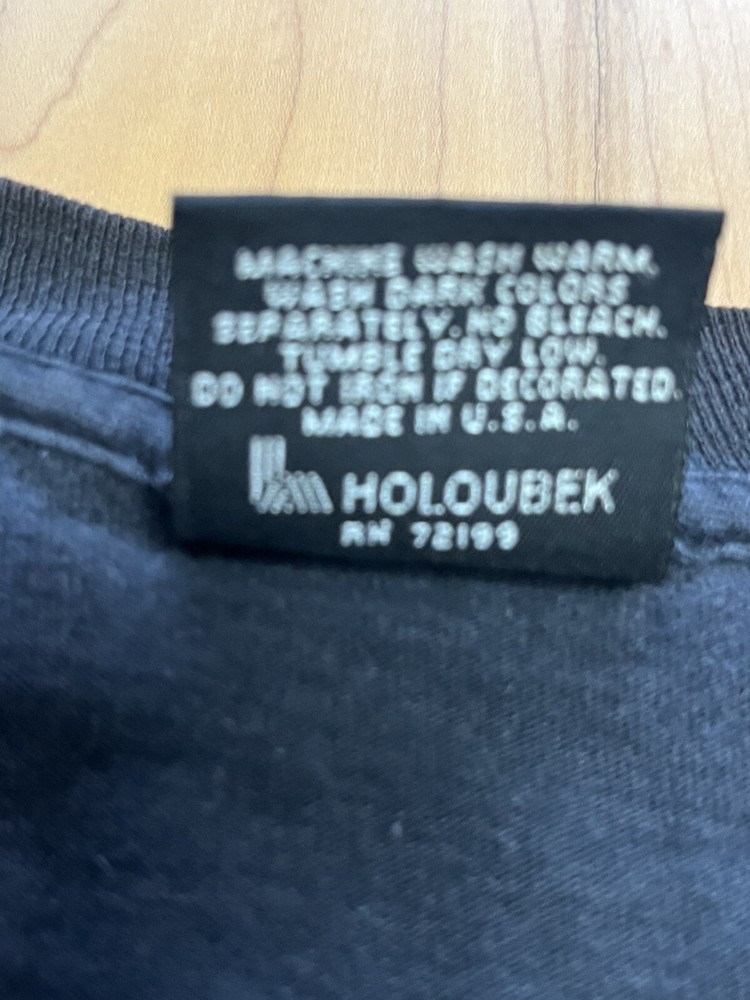 MACHINE WASH WARM.
WASH DARK COLORS
SEPARATELY. NO BLEACH.
TUMBLE DRY LOW.
DO NOT IRON IF DECORATED.
MADE IN U.S.A.
HOLOUBEK
RN 72199